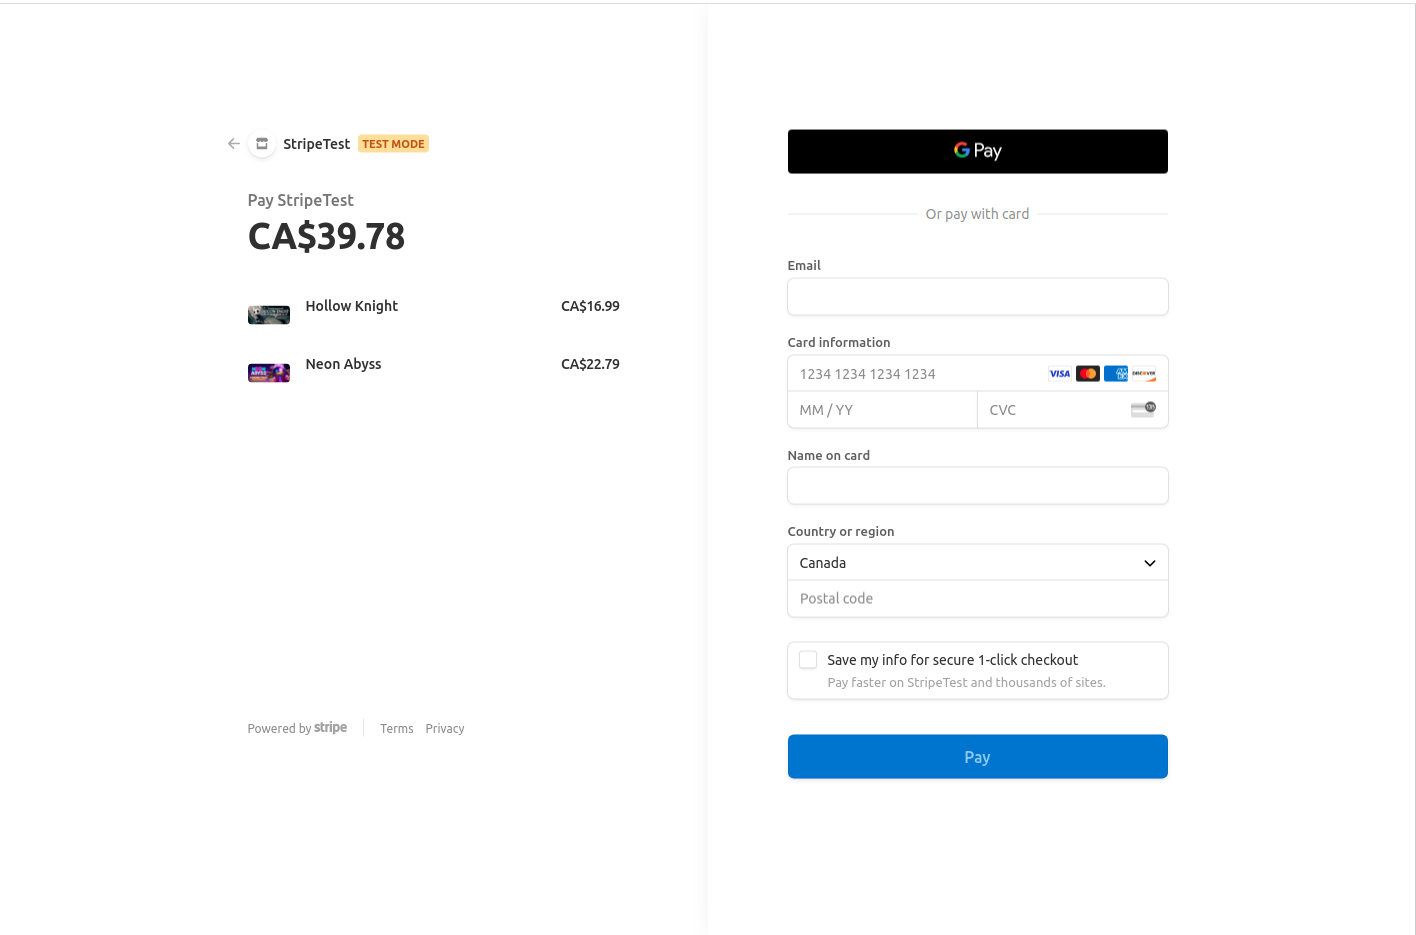 StripeTest TEST MODE
Pay StripeTest
CA$39.78
Hollow Knight CA$16.99
Neon Abyss CA$22.79
Powered by stripe Terms Privacy
G Pay
Or pay with card
Email
Card information
1234 1234 1234 1234 VISA DISCOVER
MM / YY CVC
Name on card
Country or region
Canada
Postal code
Save my info for secure 1-click checkout
Pay faster on StripeTest and thousands of sites.
Pay